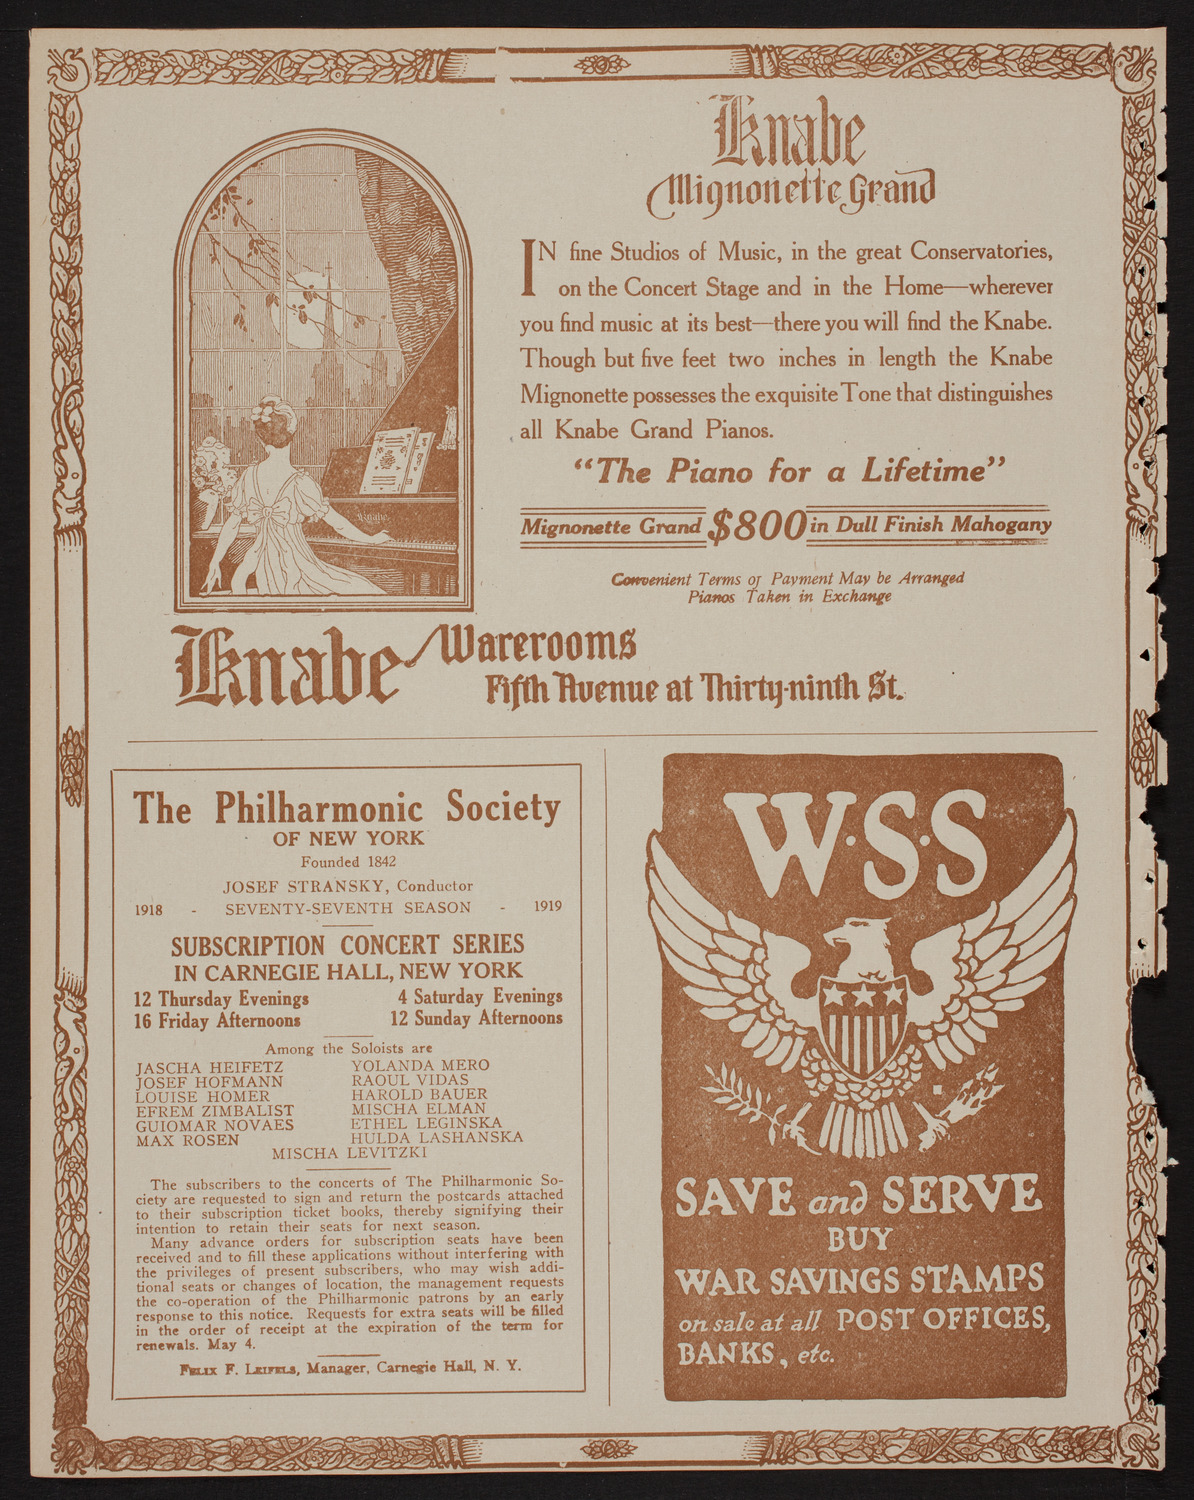 Knabe
Mignonette Grand
IN fine Studios of Music, in the great Conservatories,
on the Concert Stage and in the Home—wherever
you find music at its best—there you will find the Knabe.
Though but five feet two inches in length the Knabe
Mignonette possesses the exquisite Tone that distinguishes
all Knabe Grand Pianos.
“The Piano for a Lifetime”
Mignonette Grand $800 in Dull Finish Mahogany
Convenient Terms of Payment May be Arranged
Pianos Taken in Exchange
Knabe
Knabe Warerooms
Fifth Avenue at Thirty-ninth St.
The Philharmonic Society
OF NEW YORK
Founded 1842
JOSEF STRANSKY, Conductor
1918 - SEVENTY-SEVENTH SEASON - 1919
SUBSCRIPTION CONCERT SERIES
IN CARNEGIE HALL, NEW YORK
12 Thursday Evenings 4 Saturday Evenings
16 Friday Afternoons 12 Sunday Afternoons
Among the Soloists are
JASCHA HEIFETZ YOLANDA MERO
JOSEF HOFMANN RAOUL VIDAS
LOUISE HOMER HAROLD BAUER
EFREM ZIMBALIST MISCHA ELMAN
GUIOMAR NOVAES ETHEL LEGINSKA
MAX ROSEN HULDA LASHANSKA
MISCHA LEVITZKI
The subscribers to the concerts of The Philharmonic So-
ciety are requested to sign and return the postcards attached
to their subscription ticket books, thereby signifying their
intention to retain their seats for next season.
Many advance orders for subscription seats have been
received and to fill these applications without interfering with
the privileges of present subscribers, who may wish addi-
tional seats or changes of location, the management requests
the co-operation of the Philharmonic patrons by an early
response to this notice. Requests for extra seats will be filled
in the order of receipt at the expiration of the term for
renewals. May 4.
FELIX F. LEIFELS, Manager, Carnegie Hall, N. Y.
W·S·S
SAVE and SERVE
BUY
WAR SAVINGS STAMPS
on sale at all POST OFFICES,
BANKS, etc.